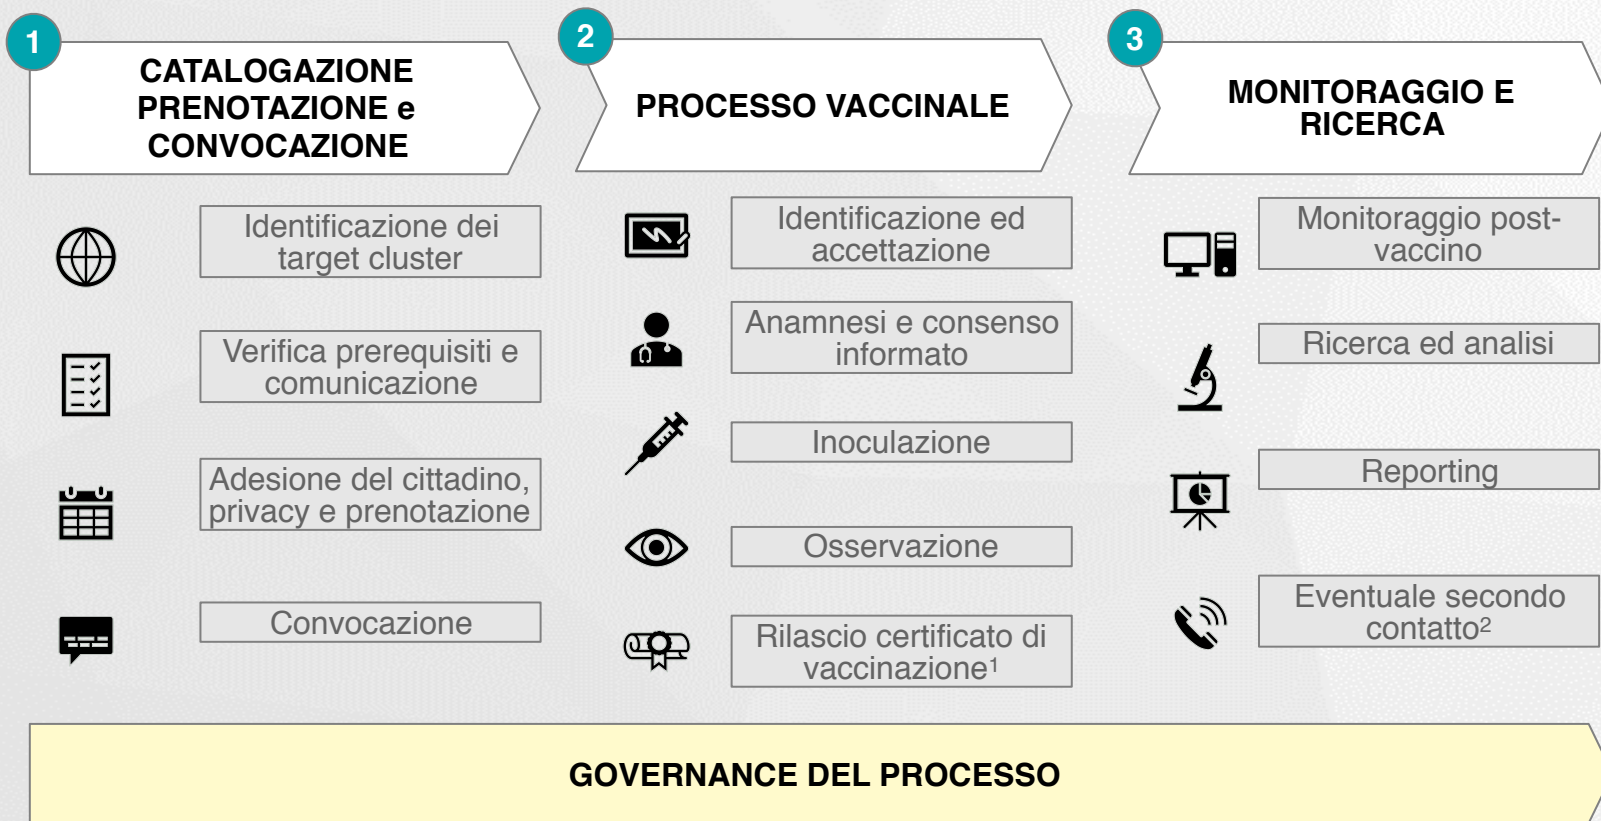 1
CATALOGAZIONE
PRENOTAZIONE e
CONVOCAZIONE
Identificazione dei
target cluster
Verifica prerequisiti e
comunicazione
Adesione del cittadino,
privacy e prenotazione
Convocazione
2
PROCESSO VACCINALE
Identificazione ed
accettazione
Anamnesi e consenso
informato
Inoculazione
Osservazione
Rilascio certificato di
vaccinazione¹
3
MONITORAGGIO E
RICERCA
Monitoraggio post-
vaccino
Ricerca ed analisi
Reporting
Eventuale secondo
contatto²
GOVERNANCE DEL PROCESSO